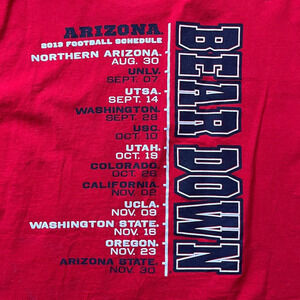 ARIZONA
2013 FOOTBALL SCHEDULE
NORTHERN ARIZONA
AUG. 30
UNLV
SEPT. 07
UTSA
SEPT. 14
WASHINGTON
SEPT. 28
USC
OCT. 10
UTAH
OCT. 19
COLORADO
OCT. 26
CALIFORNIA
NOV. 02
UCLA
NOV. 09
WASHINGTON STATE
NOV. 16
OREGON
NOV. 23
ARIZONA STATE
NOV. 30
BEAR DOWN